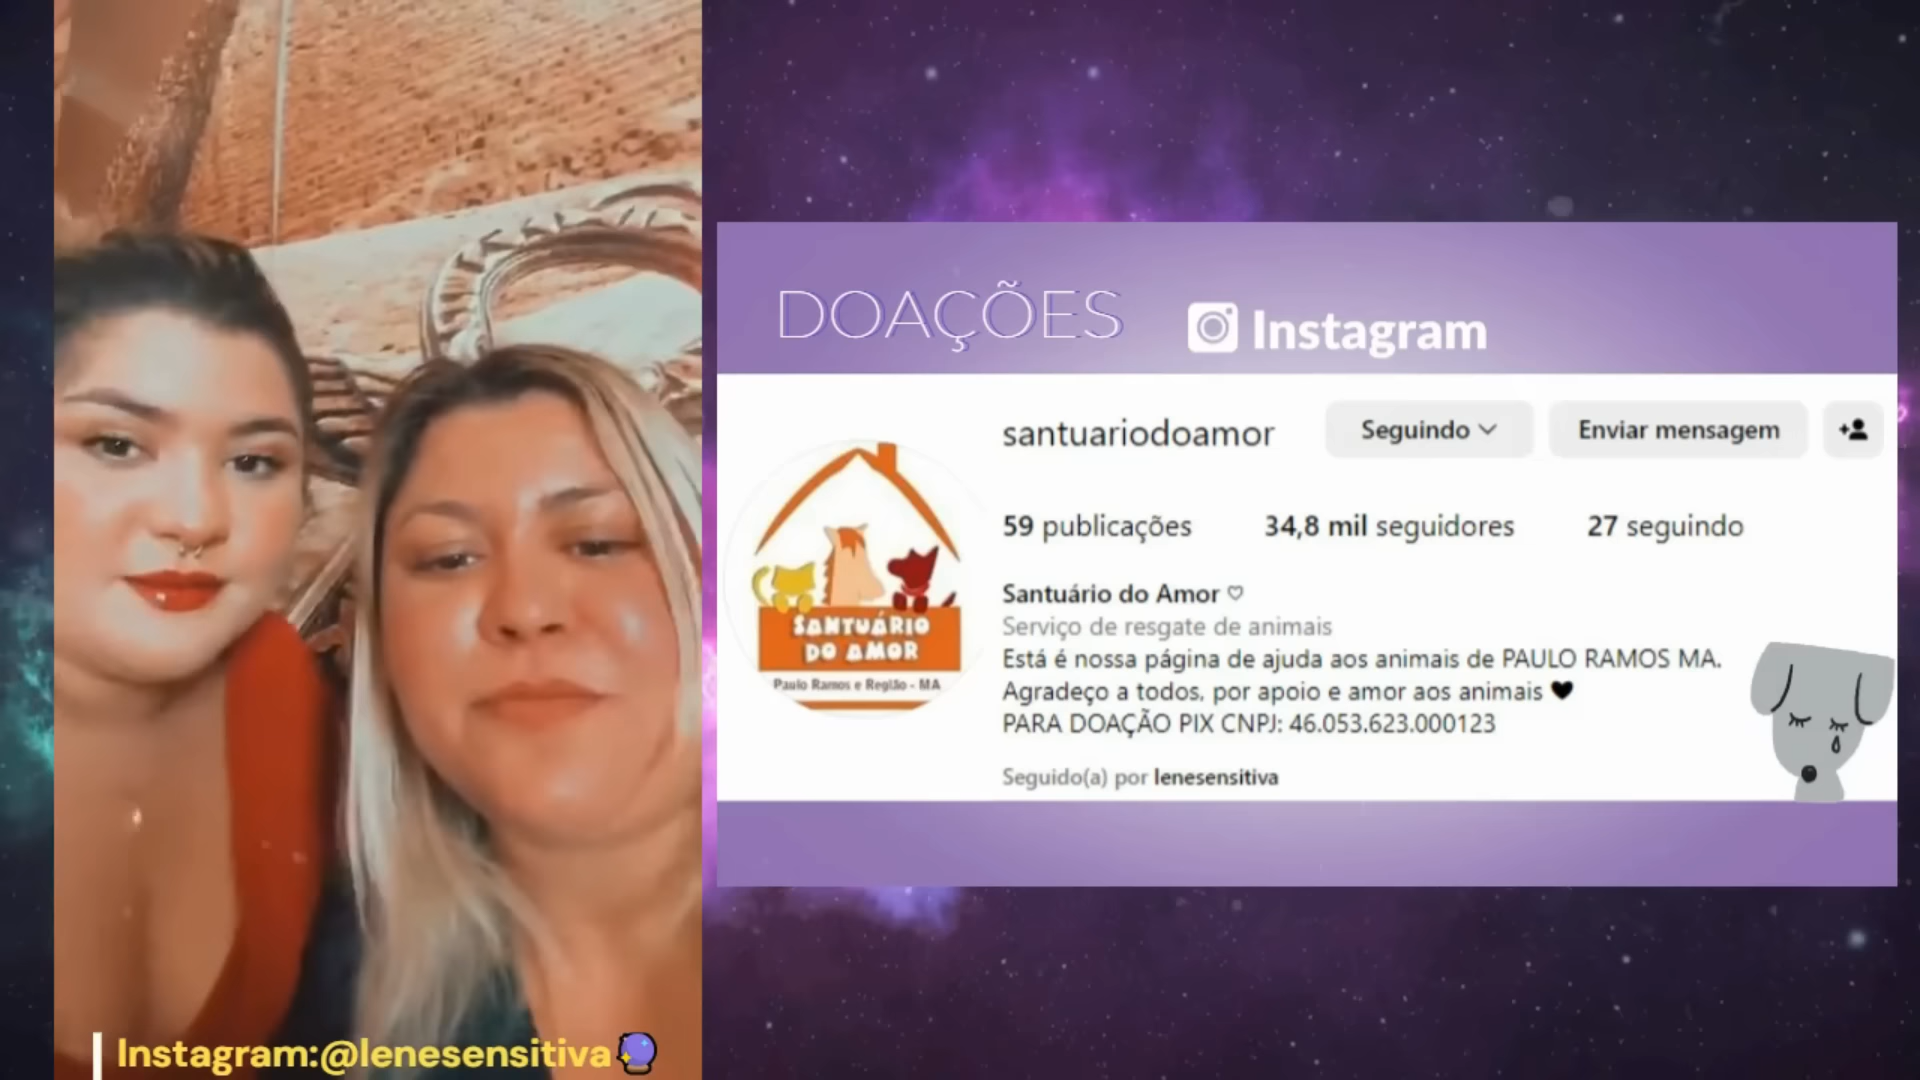 Instagram:@lenesensitiva
DOAÇÕES
Instagram
santuariodoamor
Seguindo
Enviar mensagem
59 publicações
34,8 mil seguidores
27 seguindo
Santuário do Amor ♡
Serviço de resgate de animais
Está é nossa página de ajuda aos animais de PAULO RAMOS MA.
Agradeço a todos, por apoio e amor aos animais 🖤
PARA DOAÇÃO PIX CNPJ: 46.053.623.000123
Seguido(a) por lenesensitiva
SANTUÁRIO
DO AMOR
Paulo Ramos e Região - MA